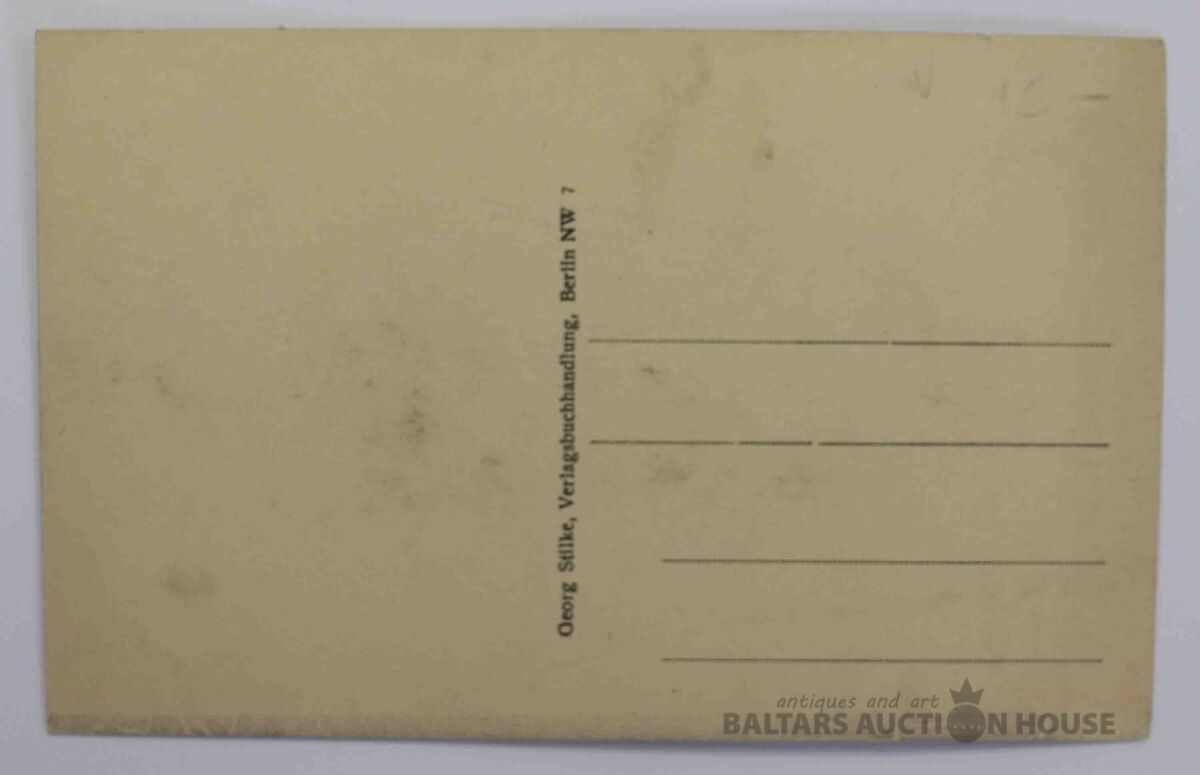 Georg Stilke, Verlagsbuchhandlung, Berlin NW 7
antiques and art
BALTARS AUCTION HOUSE